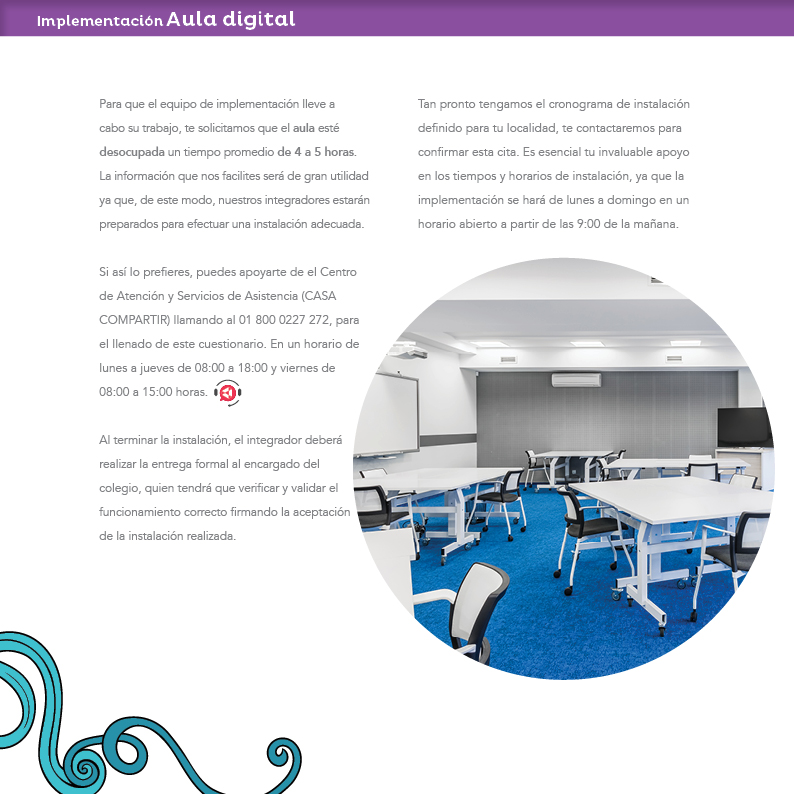 Implementación Aula digital
Para que el equipo de implementación lleve a
cabo su trabajo, te solicitamos que el aula esté
desocupada un tiempo promedio de 4 a 5 horas.
La información que nos facilites será de gran utilidad
ya que, de este modo, nuestros integradores estarán
preparados para efectuar una instalación adecuada.
Si así lo prefieres, puedes apoyarte de el Centro
de Atención y Servicios de Asistencia (CASA
COMPARTIR) llamando al 01 800 0227 272, para
el llenado de este cuestionario. En un horario de
lunes a jueves de 08:00 a 18:00 y viernes de
08:00 a 15:00 horas.
Al terminar la instalación, el integrador deberá
realizar la entrega formal al encargado del
colegio, quien tendrá que verificar y validar el
funcionamiento correcto firmando la aceptación
de la instalación realizada.
Tan pronto tengamos el cronograma de instalación
definido para tu localidad, te contactaremos para
confirmar esta cita. Es esencial tu invaluable apoyo
en los tiempos y horarios de instalación, ya que la
implementación se hará de lunes a domingo en un
horario abierto a partir de las 9:00 de la mañana.